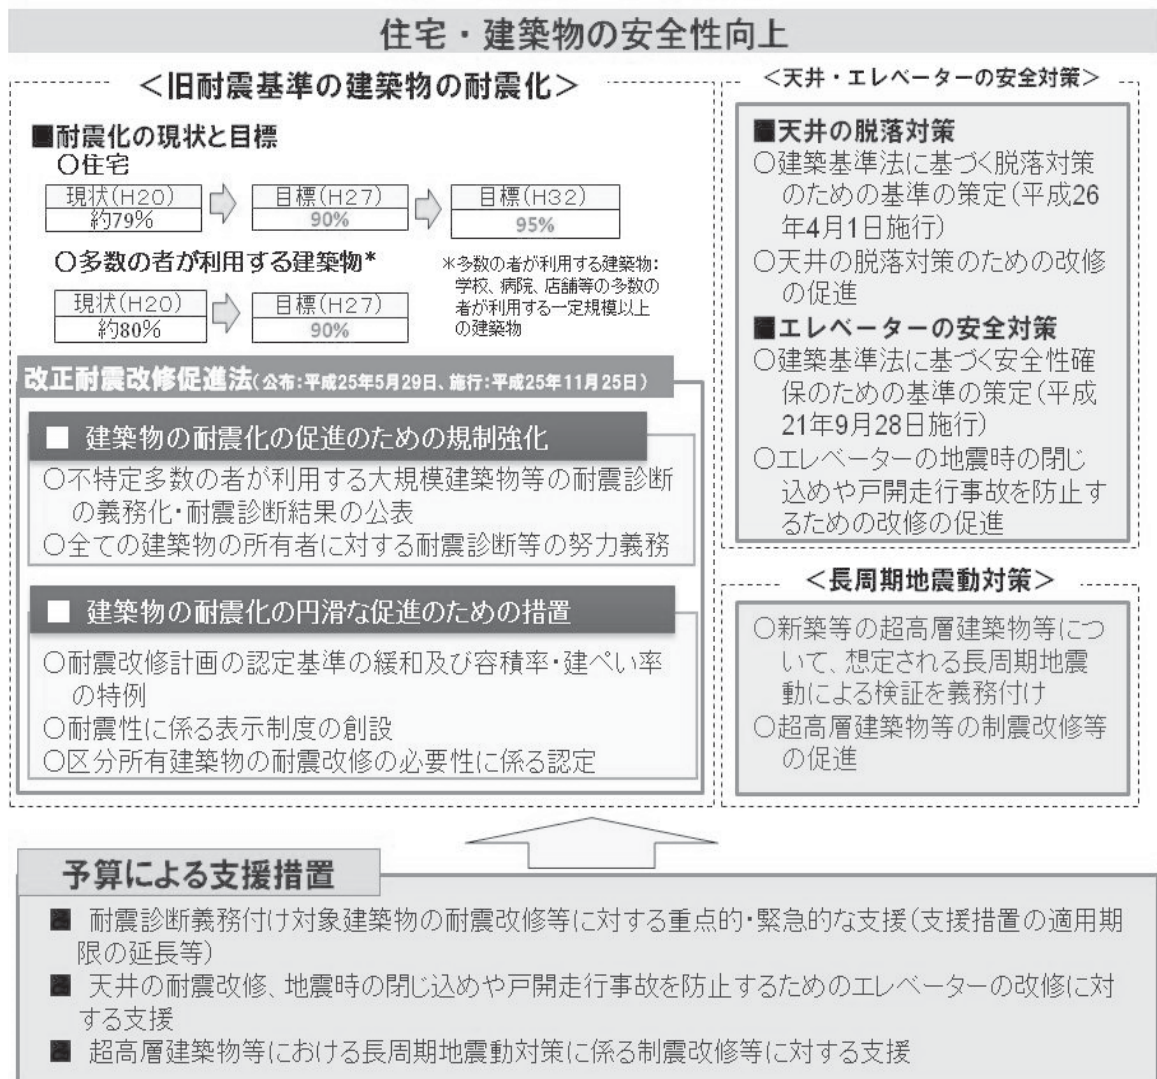 住宅・建築物の安全性向上
＜旧耐震基準の建築物の耐震化＞
■耐震化の現状と目標
○住宅
現状(H20)
約79%
目標(H27)
90%
目標(H32)
95%
○多数の者が利用する建築物*
現状(H20)
約80%
目標(H27)
90%
*多数の者が利用する建築物:
学校、病院、店舗等の多数の
者が利用する一定規模以上
の建築物
改正耐震改修促進法(公布:平成25年5月29日、施行:平成25年11月25日)
■ 建築物の耐震化の促進のための規制強化
○不特定多数の者が利用する大規模建築物等の耐震診断
の義務化・耐震診断結果の公表
○全ての建築物の所有者に対する耐震診断等の努力義務
■ 建築物の耐震化の円滑な促進のための措置
○耐震改修計画の認定基準の緩和及び容積率・建ぺい率
の特例
○耐震性に係る表示制度の創設
○区分所有建築物の耐震改修の必要性に係る認定
＜天井・エレベーターの安全対策＞
■天井の脱落対策
○建築基準法に基づく脱落対策
のための基準の策定(平成26
年4月1日施行)
○天井の脱落対策のための改修
の促進
■エレベーターの安全対策
○建築基準法に基づく安全性確
保のための基準の策定(平成
21年9月28日施行)
○エレベーターの地震時の閉じ
込めや戸開走行事故を防止す
るための改修の促進
＜長周期地震動対策＞
○新築等の超高層建築物等につ
いて、想定される長周期地震
動による検証を義務付け
○超高層建築物等の制震改修等
の促進
予算による支援措置
■ 耐震診断義務付け対象建築物の耐震改修等に対する重点的・緊急的な支援(支援措置の適用期
限の延長等)
■ 天井の耐震改修、地震時の閉じ込めや戸開走行事故を防止するためのエレベーターの改修に対
する支援
■ 超高層建築物等における長周期地震動対策に係る制震改修等に対する支援